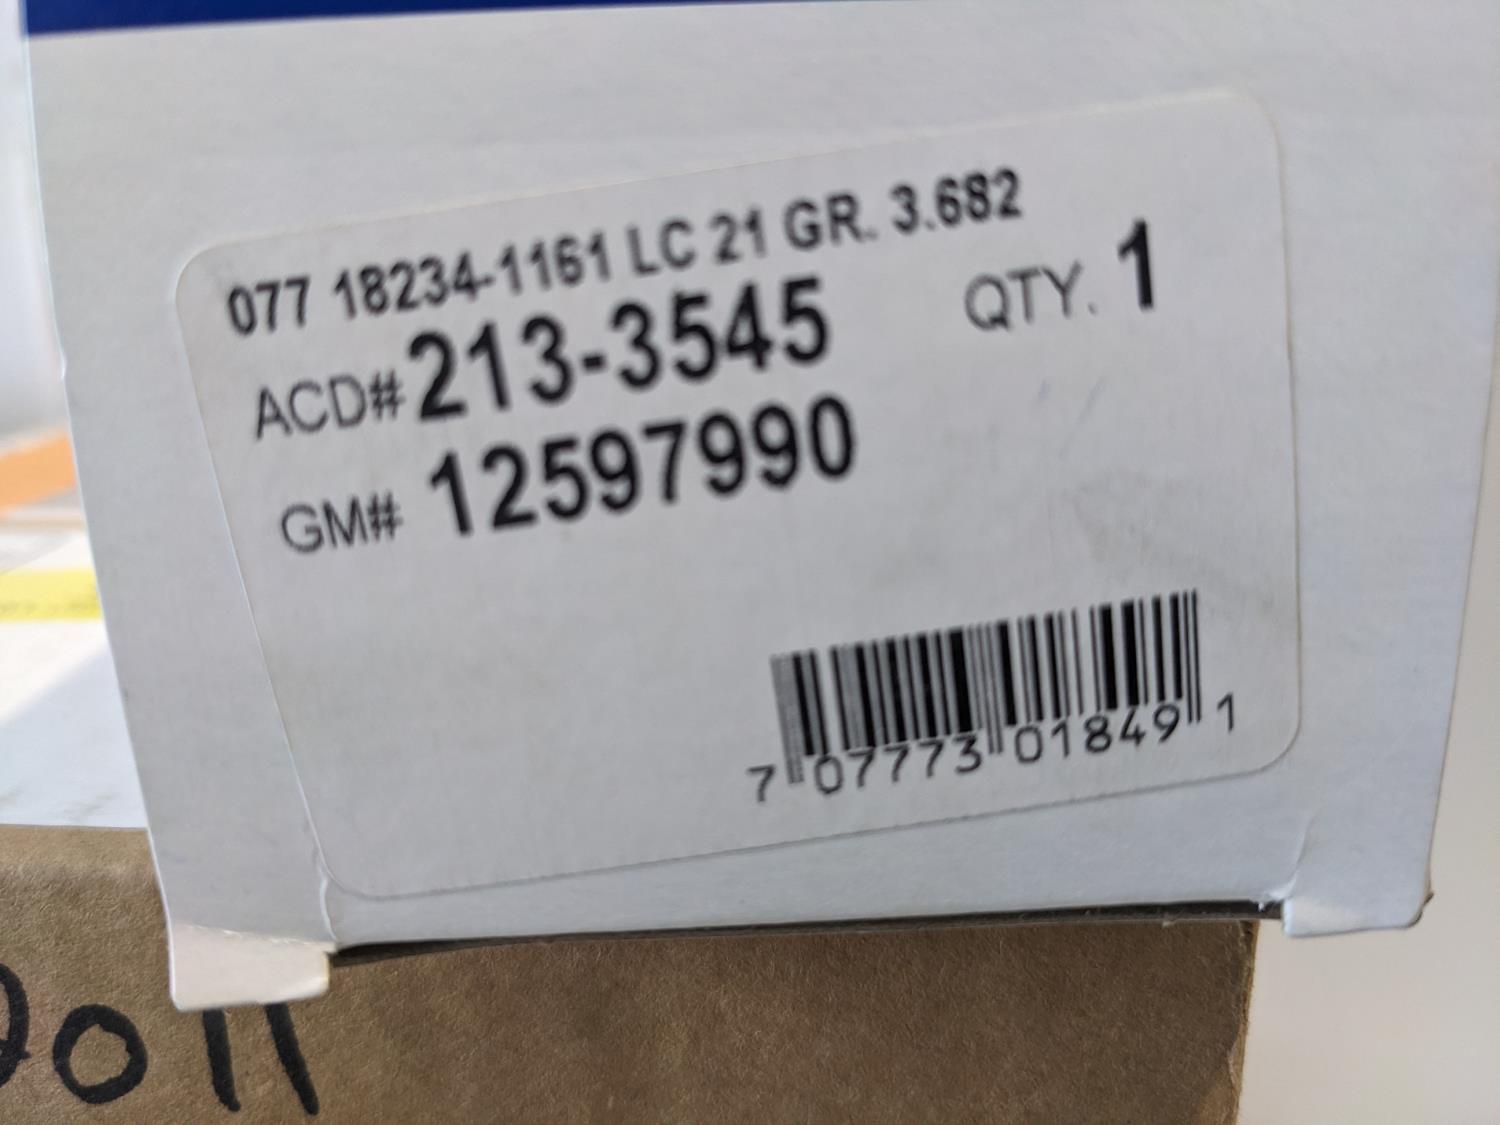 077 18234-1161 LC 21 GR. 3.682
ACD# 213-3545 QTY. 1
GM# 12597990
7 07773 01849 1
2011